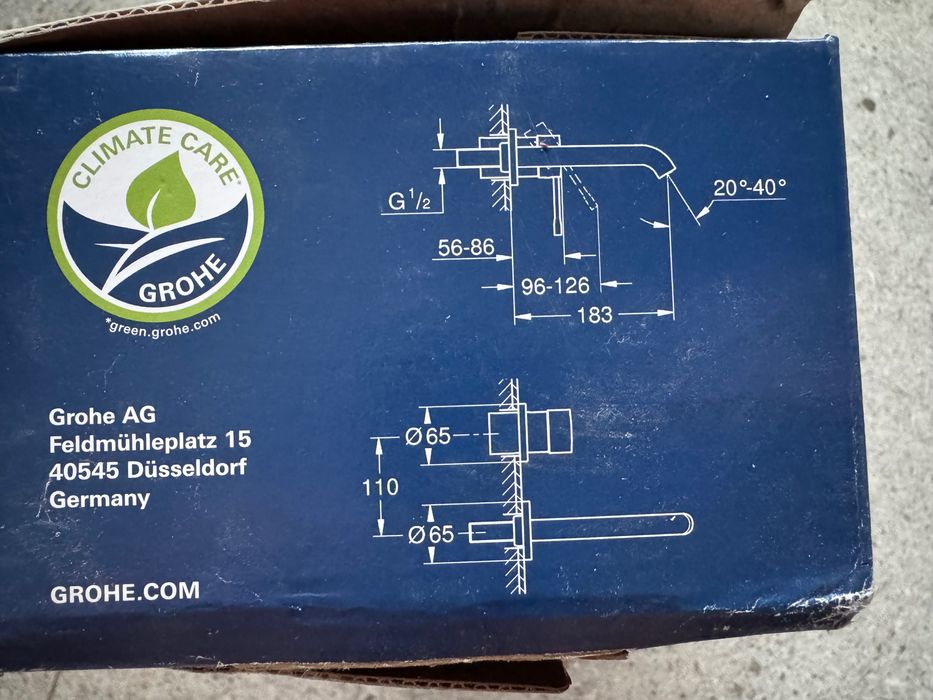 CLIMATE CARE*
GROHE
*green.grohe.com
Grohe AG
Feldmühleplatz 15
40545 Düsseldorf
Germany
GROHE.COM
G 1/2
20°-40°
56-86
96-126
183
Ø65
110
Ø65